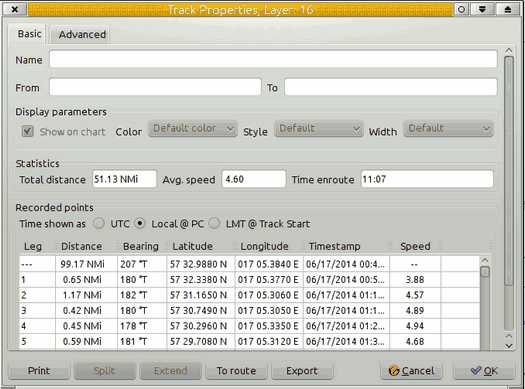 Track Properties, Layer: 16
Basic Advanced
Name
From To
Display parameters
Show on chart Color Default color Style Default Width Default
Statistics
Total distance 51.13 NMi Avg. speed 4.60 Time enroute 11:07
Recorded points
Time shown as UTC Local @ PC LMT @ Track Start
Leg Distance Bearing Latitude Longitude Timestamp Speed
--- 99.17 NMi 207 °T 57 32.9880 N 017 05.3840 E 06/17/2014 00:4... --
1 0.65 NMi 180 °T 57 32.3380 N 017 05.3770 E 06/17/2014 00:5... 3.88
2 1.17 NMi 182 °T 57 31.1650 N 017 05.3060 E 06/17/2014 01:1... 4.57
3 0.42 NMi 180 °T 57 30.7490 N 017 05.3050 E 06/17/2014 01:1... 4.89
4 0.45 NMi 178 °T 57 30.2960 N 017 05.3350 E 06/17/2014 01:2... 4.94
5 0.59 NMi 181 °T 57 29.7080 N 017 05.3120 E 06/17/2014 01:3... 4.68
Print Split Extend To route Export Cancel OK